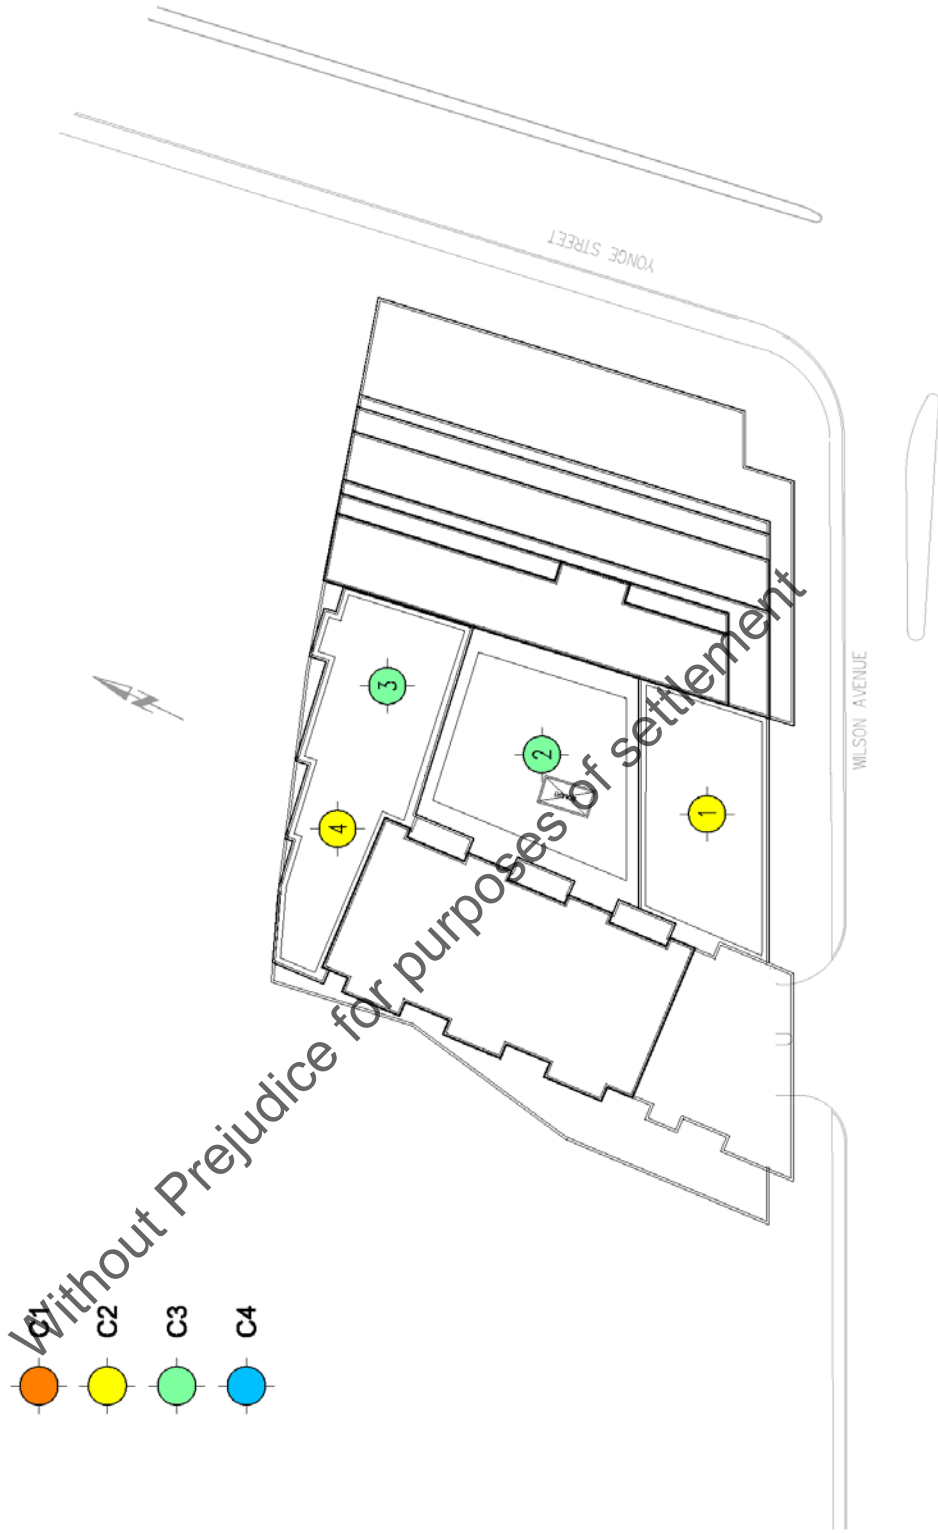 YONGE STREET
3
4
2
1
WILSON AVENUE
C1
C2
C3
C4
Without Prejudice for purposes of settlement